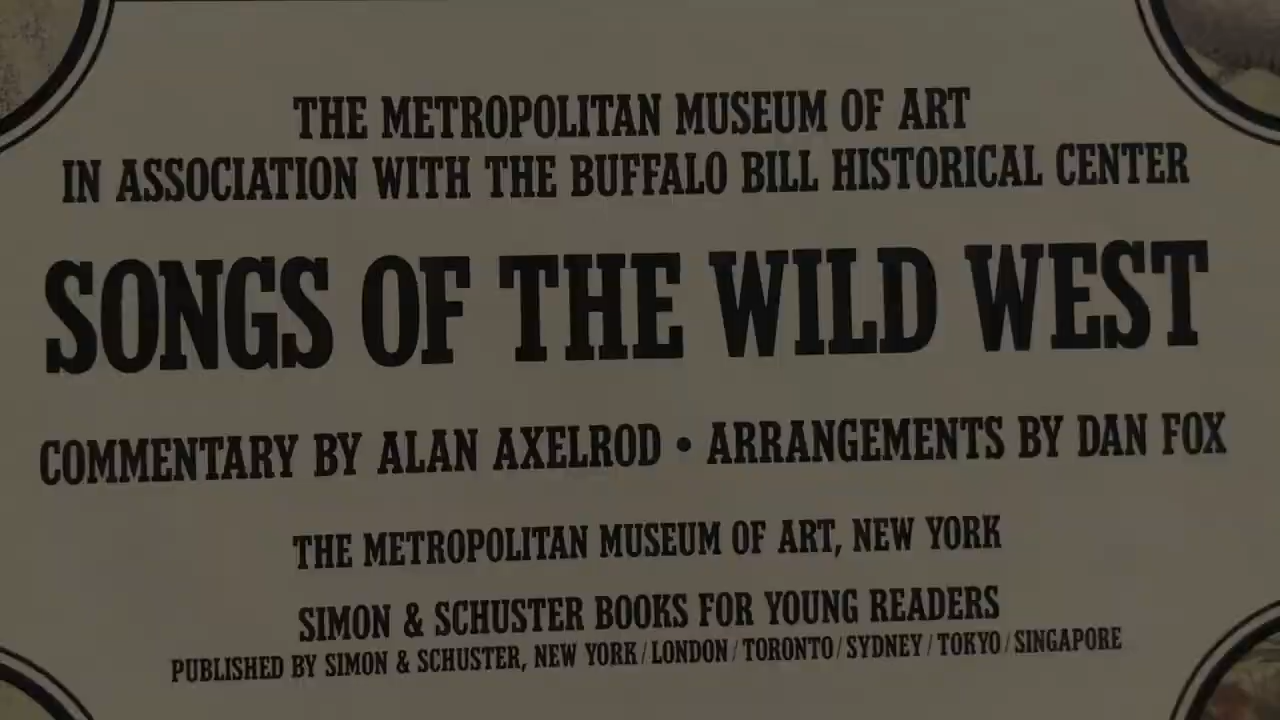 THE METROPOLITAN MUSEUM OF ART
IN ASSOCIATION WITH THE BUFFALO BILL HISTORICAL CENTER
SONGS OF THE WILD WEST
COMMENTARY BY ALAN AXELROD • ARRANGEMENTS BY DAN FOX
THE METROPOLITAN MUSEUM OF ART, NEW YORK
SIMON & SCHUSTER BOOKS FOR YOUNG READERS
PUBLISHED BY SIMON & SCHUSTER, NEW YORK/LONDON/TORONTO/SYDNEY/TOKYO/SINGAPORE